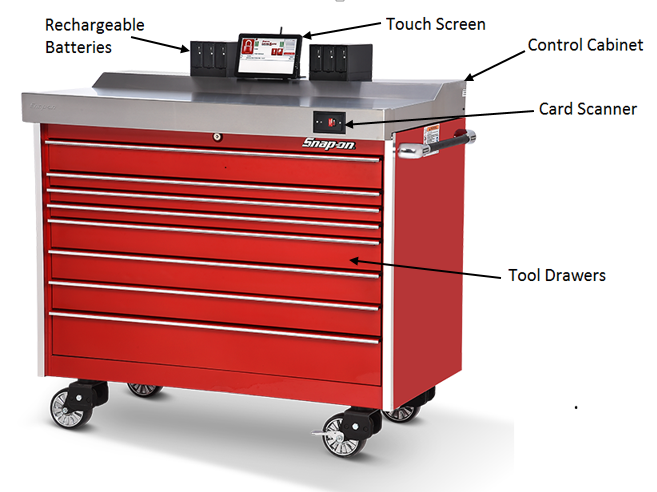 Rechargeable
Batteries
Touch Screen
Control Cabinet
Card Scanner
Snap-on
Tool Drawers